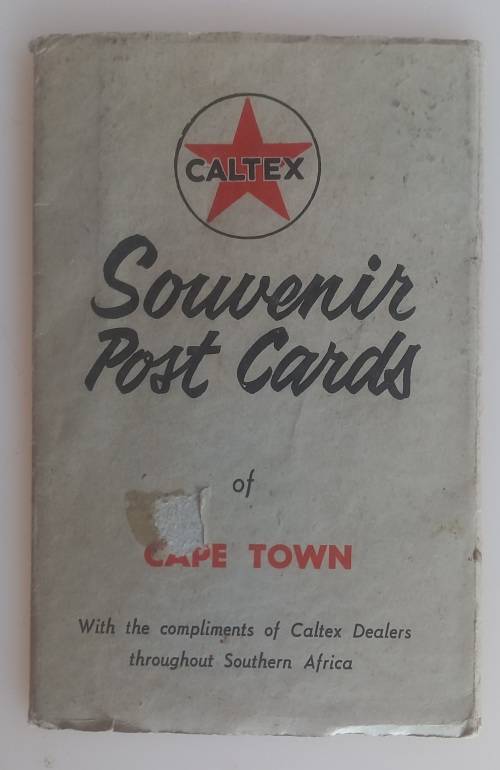 CALTEX
Souvenir
Post Cards
of
CAPE TOWN
With the compliments of Caltex Dealers
throughout Southern Africa